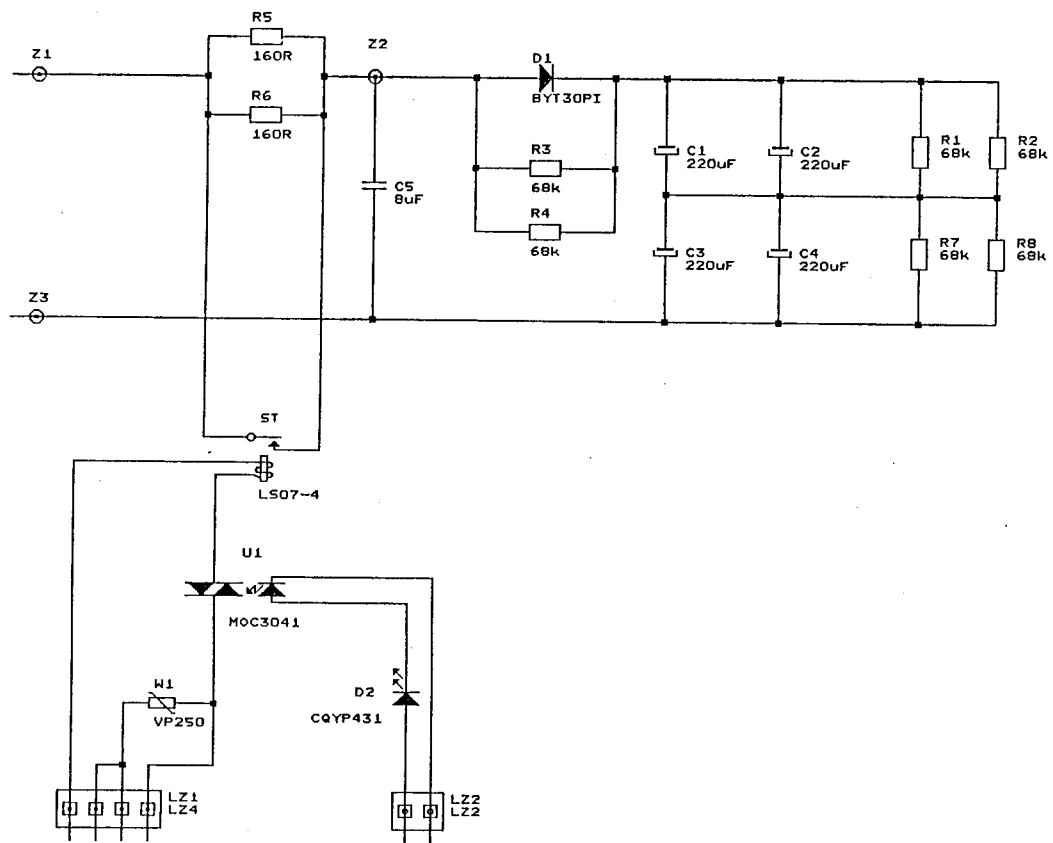 R5
160R
Z1
Z2
R6
160R
D1
BYT30PI
R3
68k
R4
68k
C5
8uF
C1
220uF
C2
220uF
R1
68k
R2
68k
C3
220uF
C4
220uF
R7
68k
R8
68k
Z3
ST
LS07-4
U1
MOC3041
W1
VP250
D2
CQYP431
LZ1
LZ4
LZ2
LZ2